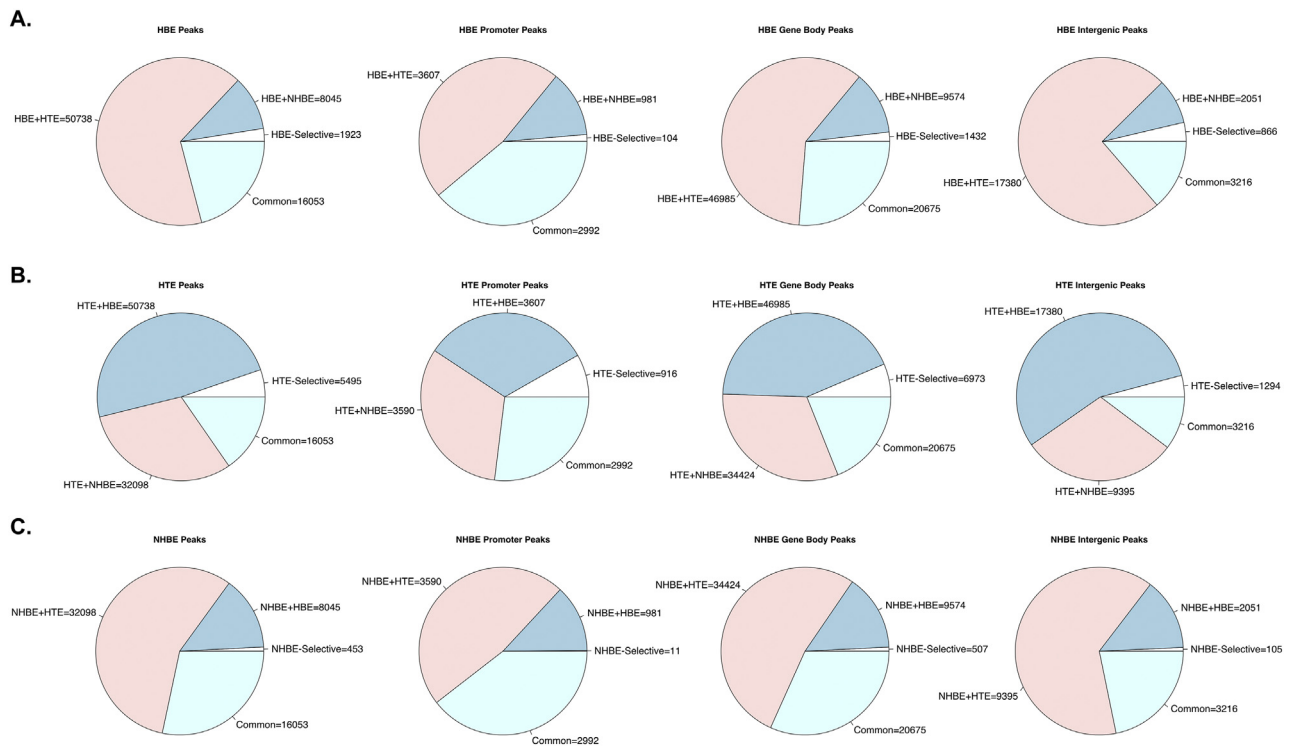 A.
HBE Peaks
HBE+HTE=50738
HBE+NHBE=8045
HBE-Selective=1923
Common=16053
HBE Promoter Peaks
HBE+HTE=3607
HBE+NHBE=981
HBE-Selective=104
Common=2992
HBE Gene Body Peaks
HBE+HTE=46985
HBE+NHBE=9574
HBE-Selective=1432
Common=20675
HBE Intergenic Peaks
HBE+HTE=17380
HBE+NHBE=2051
HBE-Selective=866
Common=3216
B.
HTE Peaks
HTE+HBE=50738
HTE-Selective=5495
HTE+NHBE=32098
Common=16053
HTE Promoter Peaks
HTE+HBE=3607
HTE-Selective=916
HTE+NHBE=3590
Common=2992
HTE Gene Body Peaks
HTE+HBE=46985
HTE-Selective=6973
HTE+NHBE=34424
Common=20675
HTE Intergenic Peaks
HTE+HBE=17380
HTE-Selective=1294
HTE+NHBE=9395
Common=3216
C.
NHBE Peaks
NHBE+HTE=32098
NHBE+HBE=8045
NHBE-Selective=453
Common=16053
NHBE Promoter Peaks
NHBE+HTE=3590
NHBE+HBE=981
NHBE-Selective=11
Common=2992
NHBE Gene Body Peaks
NHBE+HTE=34424
NHBE+HBE=9574
NHBE-Selective=507
Common=20675
NHBE Intergenic Peaks
NHBE+HTE=9395
NHBE+HBE=2051
NHBE-Selective=105
Common=3216